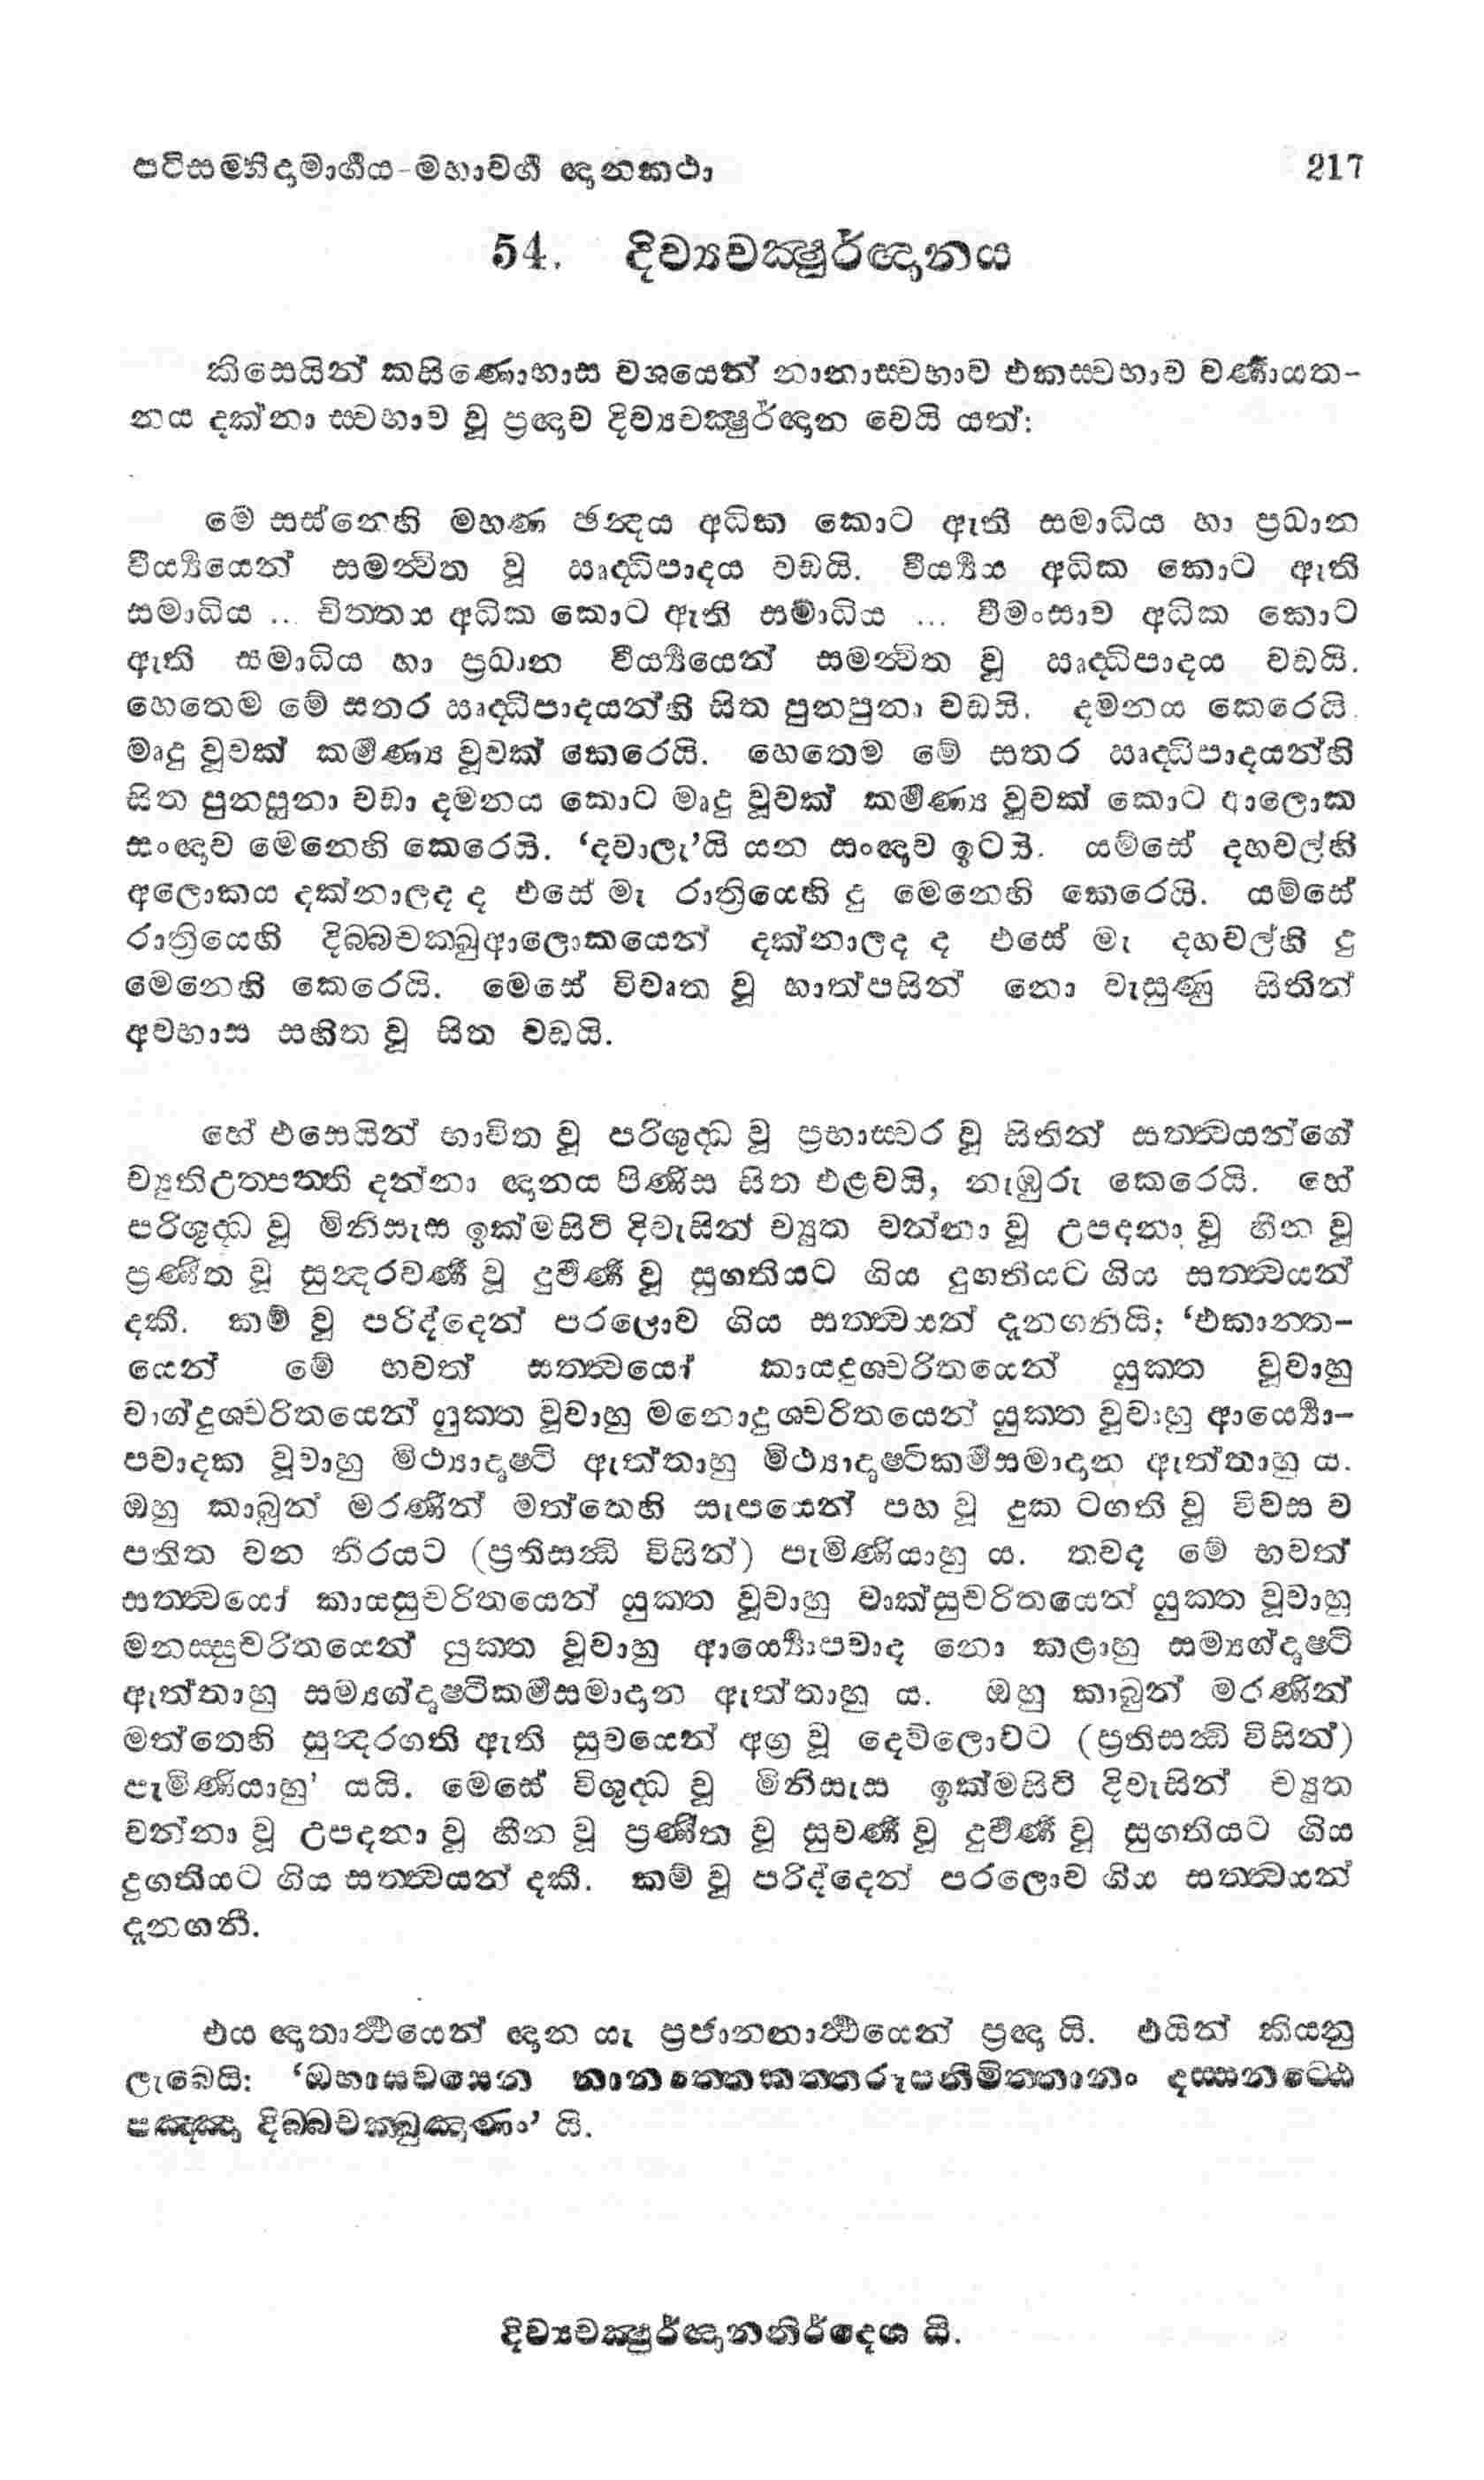 පටිසම්භිදාමාර්ගය-මහාවර්ග ඥානකථා 217
54. දිව්‍යචක්ෂුර්ඥානය
කිසෙයින් කසිණොභාස වශයෙන් නානාස්වභාව එකස්වභාව වර්ණායත-
නය දක්නා ස්වභාව වූ ප්‍රඥාව දිව්‍යචක්ෂුර්ඥාන වෙයි යත්:
මෙ සස්නෙහි මහණ ඡන්දය අධික කොට ඇති සමාධිය හා ප්‍රධාන
වීර්‍ය්‍යයෙන් සමන්විත වූ ඍද්ධිපාදය වඩයි. වීර්‍ය්‍යය අධික කොට ඇති
සමාධිය ... චිත්තය අධික කොට ඇති සමාධිය ... වීමංසාව අධික කොට
ඇති සමාධිය හා ප්‍රධාන වීර්‍ය්‍යයෙන් සමන්විත වූ ඍද්ධිපාදය වඩයි.
හෙතෙම මේ සතර ඍද්ධිපාදයන්හි සිත පුනපුනා වඩයි. දමනය කෙරෙයි.
මෘදු වූවක් කර්මණ්‍ය වූවක් කෙරෙයි. හෙතෙම මේ සතර ඍද්ධිපාදයන්හි
සිත පුනපුනා වඩා දමනය කොට මෘදු වූවක් කර්මණ්‍ය වූවක් කොට ආලොක
සංඥාව මෙනෙහි කෙරෙයි. ‘දවාලැ’යි යන සංඥාව ඉටයි. යම්සේ දහවල්හි
අලොකය දක්නාලද ද එසේ මැ රාත්‍රියෙහි දු මෙනෙහි කෙරෙයි. යම්සේ
රාත්‍රියෙහි දිබ්බචක්ඛුආලොකයෙන් දක්නාලද ද එසේ මැ දහවල්හි දු
මෙනෙහි කෙරෙයි. මෙසේ විවෘත වූ හාත්පසින් නො වැසුණු සිතින්
අවභාස සහිත වූ සිත වඩයි.
හේ එසෙයින් භාවිත වූ පරිශුද්ධ වූ ප්‍රභාස්වර වූ සිතින් සත්ත්වයන්ගේ
ච්‍යුතිඋත්පත්ති දන්නා ඥානය පිණිස සිත එළවයි, නැඹුරු කෙරෙයි. හේ
පරිශුද්ධ වූ මිනිසැස ඉක්මසිටි දිවැසින් ච්‍යුත වන්නා වූ උපදනා වූ හීන වූ
ප්‍රණීත වූ සුන්දරවර්ණ වූ දුර්වර්ණ වූ සුගතියට ගිය දුගතියට ගිය සත්ත්වයන්
දකී. කම් වූ පරිද්දෙන් පරලොව ගිය සත්ත්වයන් දැනගනියි; ‘එකාන්ත-
යෙන් මේ භවත් සත්ත්වයෝ කායදුශ්චරිතයෙන් යුක්ත වූවාහු
වාග්දුශ්චරිතයෙන් යුක්ත වූවාහු මනොදුශ්චරිතයෙන් යුක්ත වූවාහු ආර්‍ය්‍යො-
පවාදක වූවාහු මිථ්‍යාදෘෂ්ටි ඇත්තාහු මිථ්‍යාදෘෂ්ටිකර්මසමාදාන ඇත්තාහු ය.
ඔහු කාබුන් මරණින් මත්තෙහි සැපයෙන් පහ වූ දුක ටගති වූ විවස ව
පතිත වන නිරයට (ප්‍රතිසන්ධි විසින්) පැමිණියාහු ය. තවද මේ භවත්
සත්ත්වයෝ කායසුචරිතයෙන් යුක්ත වූවාහු වාක්සුචරිතයෙන් යුක්ත වූවාහු
මනස්සුචරිතයෙන් යුක්ත වූවාහු ආර්‍ය්‍යොපවාද නො කළාහු සම්‍යග්දෘෂ්ටි
ඇත්තාහු සම්‍යග්දෘෂ්ටිකර්මසමාදාන ඇත්තාහු ය. ඔහු කාබුන් මරණින්
මත්තෙහි සුන්දරගති ඇති සුවයෙන් අග්‍ර වූ දෙව්ලොවට (ප්‍රතිසන්ධි විසින්)
පැමිණියාහු’ යයි. මෙසේ විශුද්ධ වූ මිනිසැස ඉක්මසිටි දිවැසින් ච්‍යුත
වන්නා වූ උපදනා වූ හීන වූ ප්‍රණීත වූ සුවර්ණ වූ දුර්වර්ණ වූ සුගතියට ගිය
දුගතියට ගිය සත්ත්වයන් දකී. කම් වූ පරිද්දෙන් පරලොව ගිය සත්ත්වයන්
දැනගනී.
එය ඥාතාර්ථයෙන් ඥාන යැ ප්‍රජානනාර්ථයෙන් ප්‍රඥා යි. එයින් කියනු
ලැබෙයි: ‘ඔභාසවසෙන නානත්තෙකත්තරූපනිමිත්තානං දස්සනට්ඨෙ
පඤ්ඤා දිබ්බචක්ඛුඤාණං’ යි.
දිව්‍යචක්ෂුර්ඥානනිර්දෙශ යි.